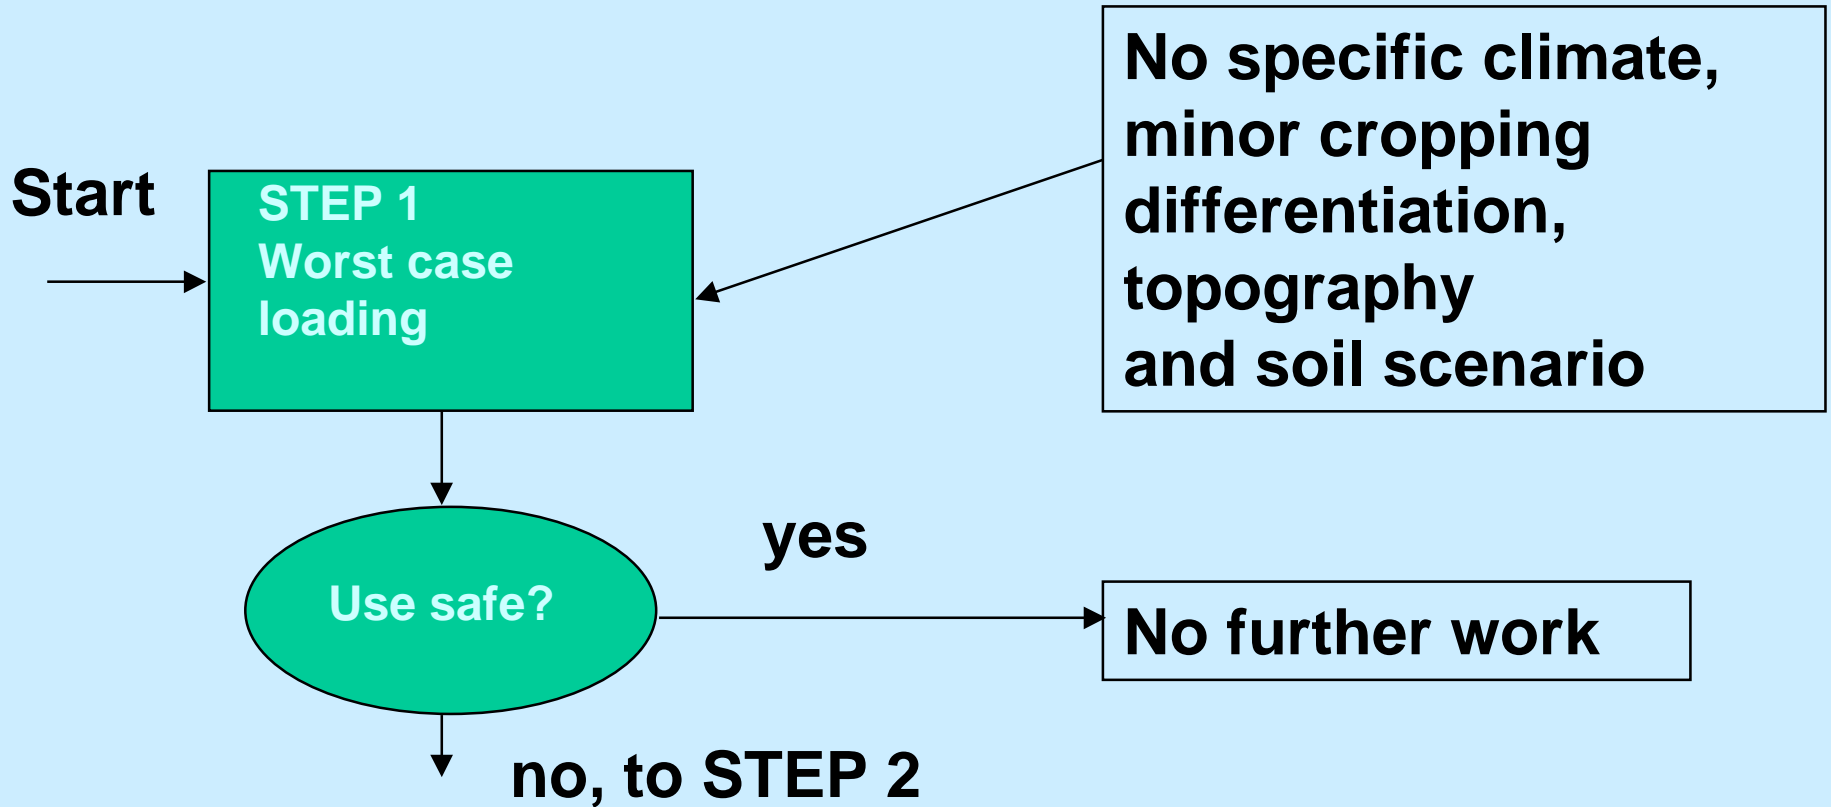 Start
STEP 1
Worst case
loading
No specific climate,
minor cropping
differentiation,
topography
and soil scenario
Use safe?
yes
No further work
no, to STEP 2